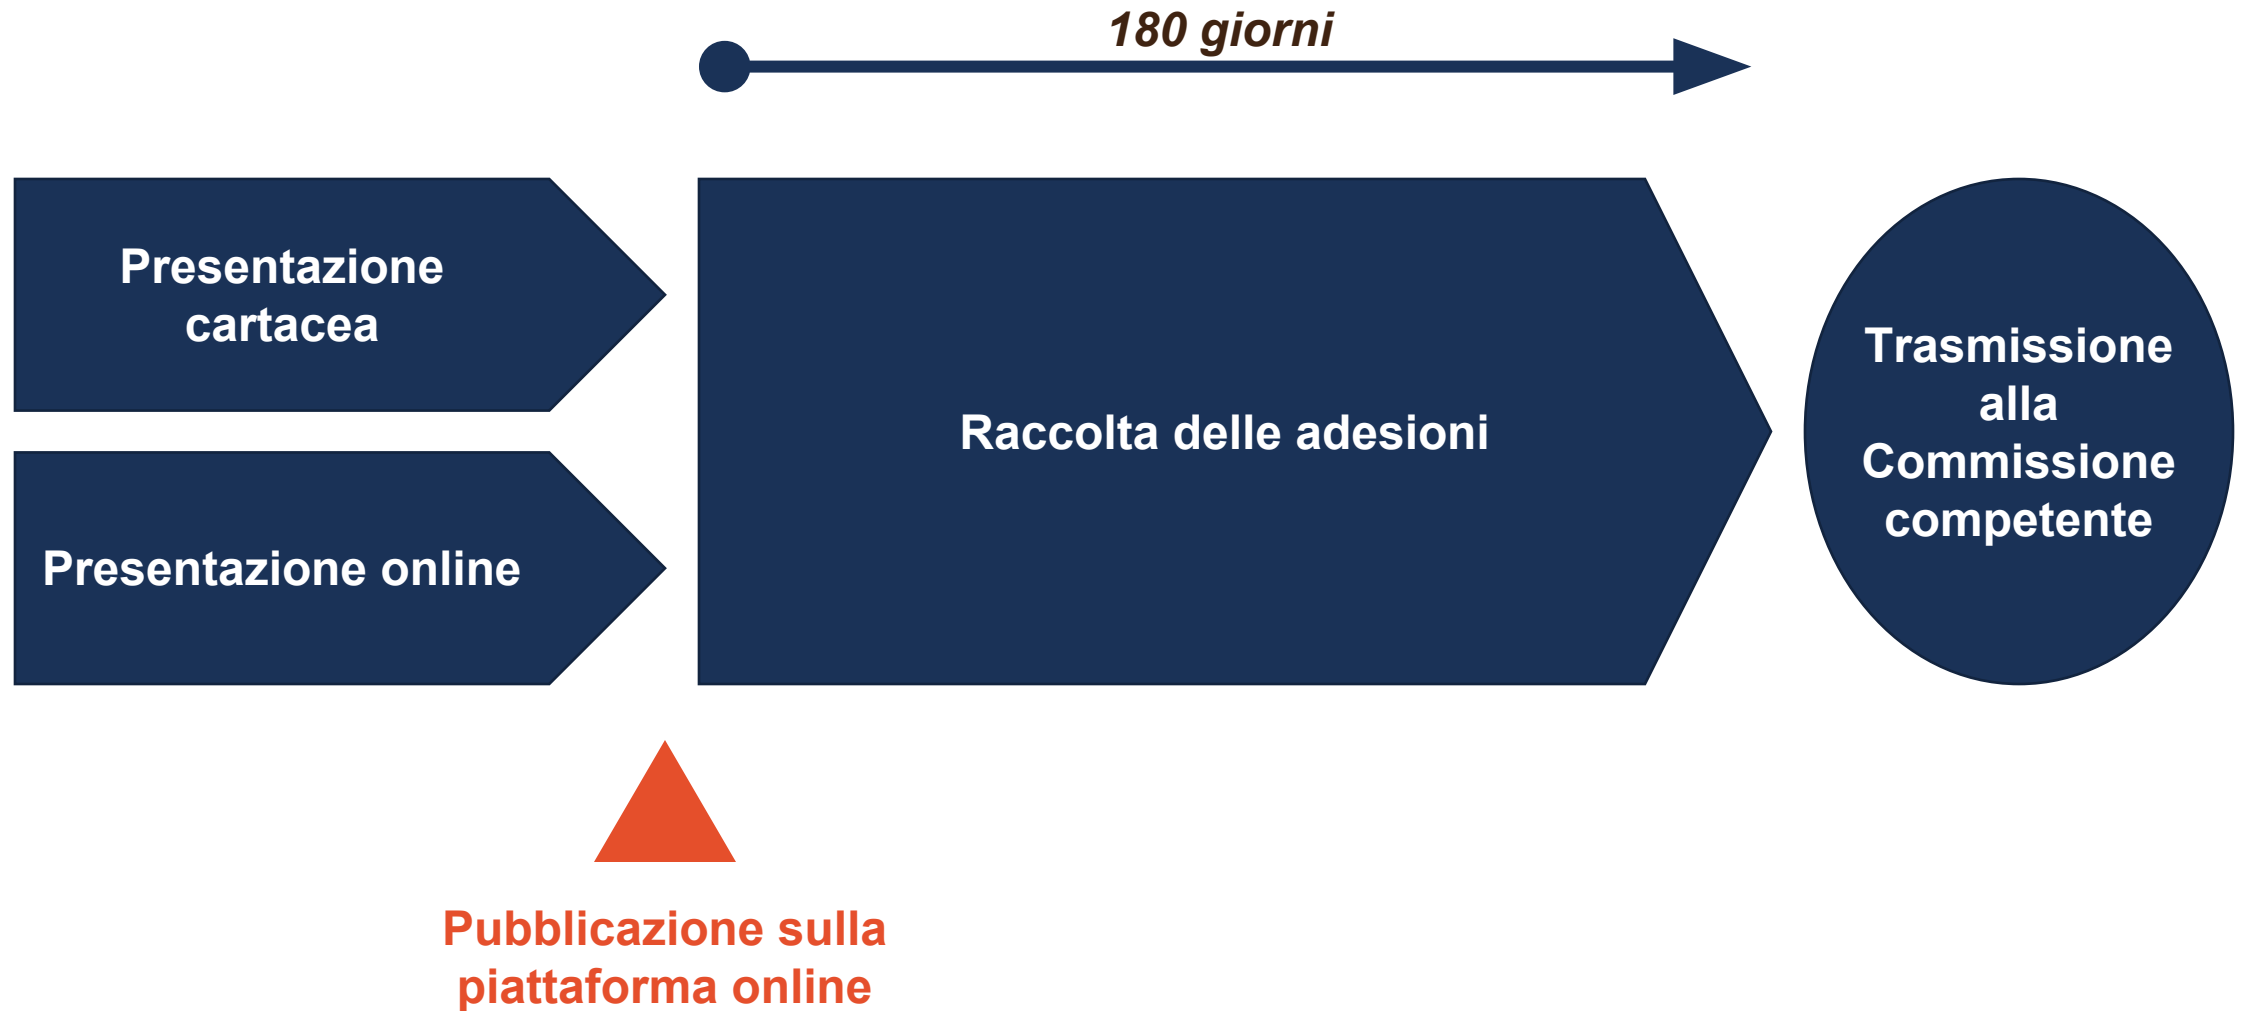 180 giorni
Presentazione
cartacea
Presentazione online
Raccolta delle adesioni
Trasmissione
alla
Commissione
competente
Pubblicazione sulla
piattaforma online